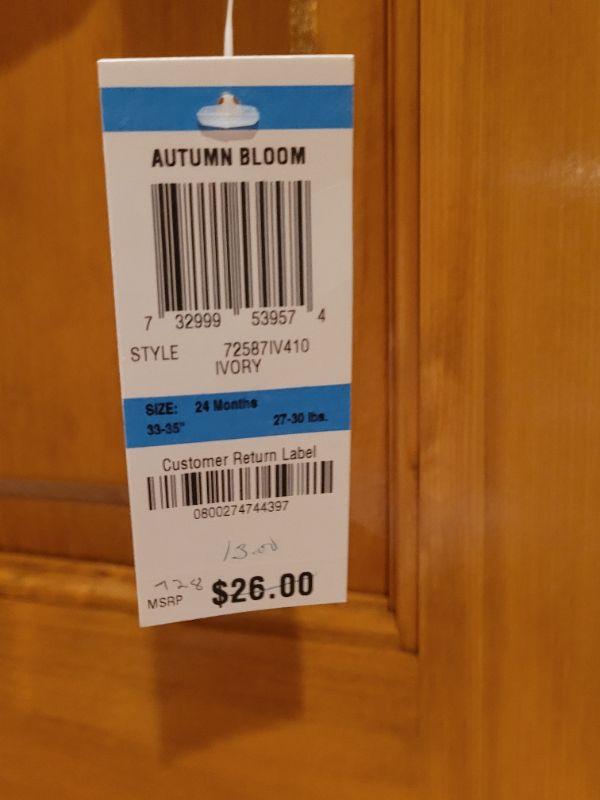 AUTUMN BLOOM
7 32999 53957 4
STYLE 72587IV410
IVORY
SIZE: 24 Months
33-35" 27-30 lbs.
Customer Return Label
0800274744397
13.00
728
MSRP $26.00